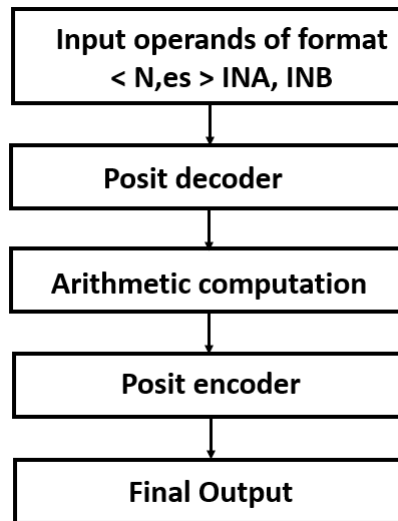 Input operands of format
< N,es > INA, INB
Posit decoder
Arithmetic computation
Posit encoder
Final Output